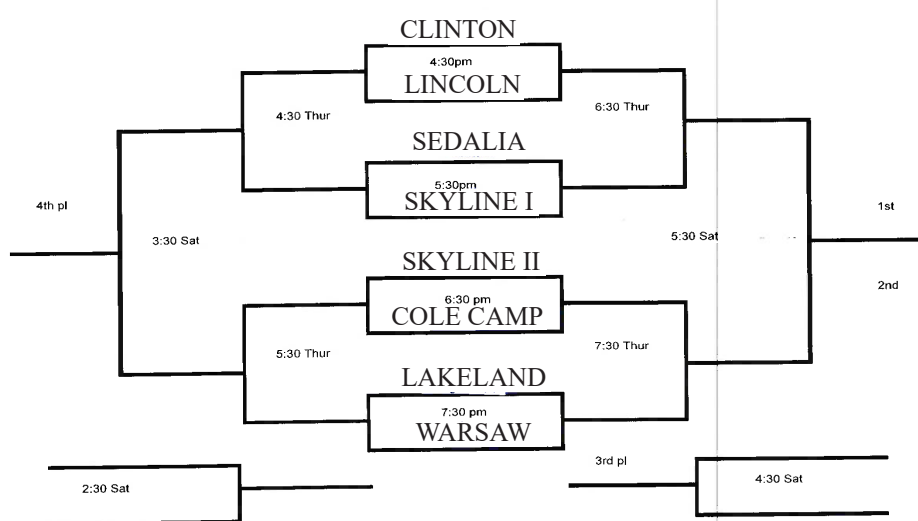 CLINTON
4:30pm
LINCOLN
4:30 Thur
6:30 Thur
SEDALIA
5:30pm
SKYLINE I
4th pl
1st
3:30 Sat
5:30 Sat
SKYLINE II
2nd
6:30 pm
COLE CAMP
5:30 Thur
7:30 Thur
LAKELAND
7:30 pm
WARSAW
3rd pl
2:30 Sat
4:30 Sat